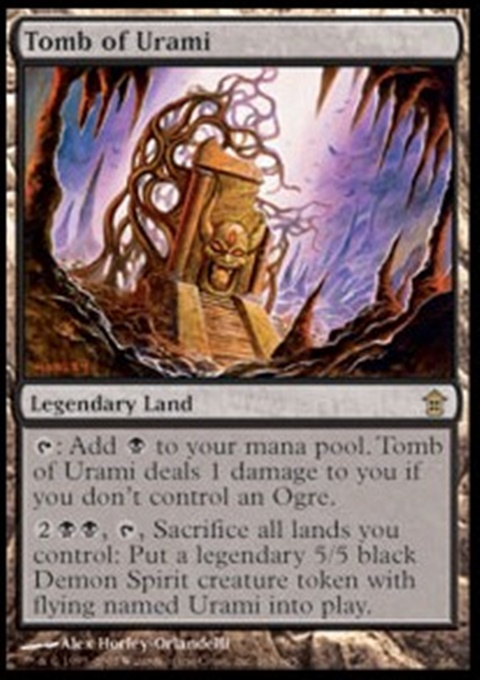 Tomb of Urami
HORLEY
Legendary Land
: Add to your mana pool. Tomb
of Urami deals 1 damage to you if
you don't control an Ogre.
2 , , Sacrifice all lands you
control: Put a legendary 5/5 black
Demon Spirit creature token with
flying named Urami into play.
Alex Horley-Orlandelli